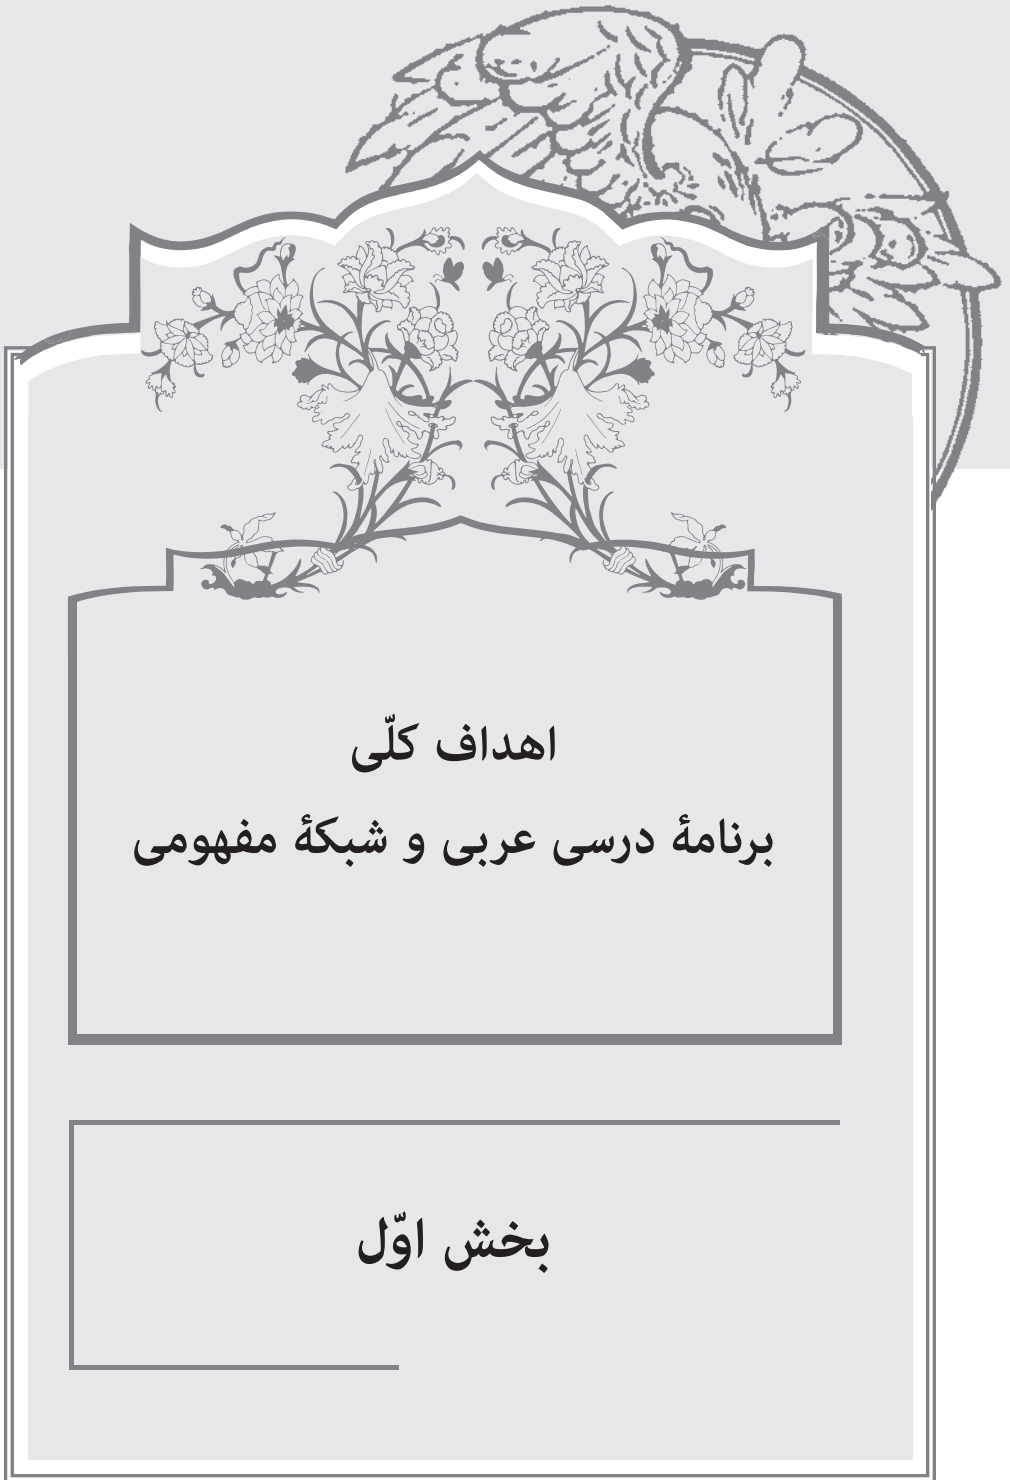 اهداف کلّی
برنامهٔ درسی عربی و شبکهٔ مفهومی
بخش اوّل